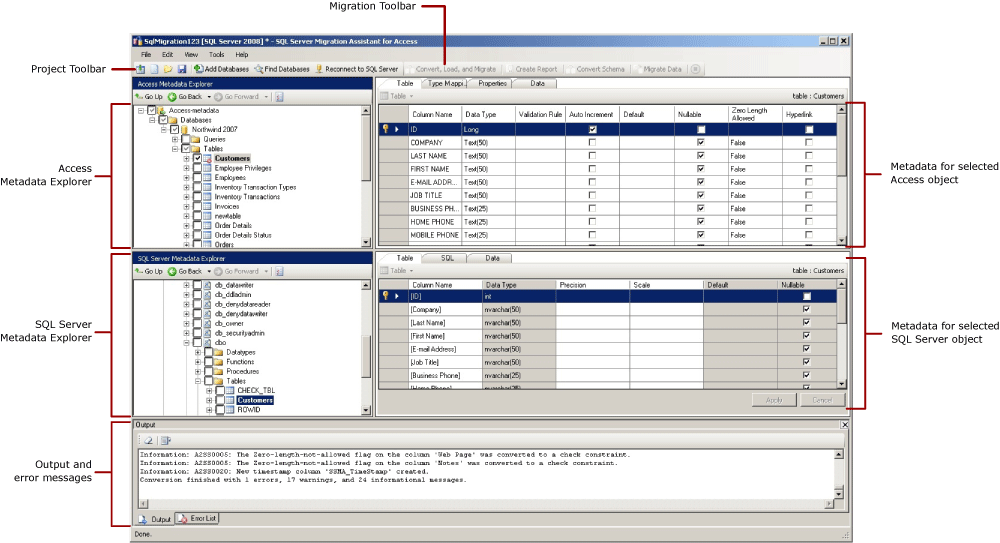 Migration Toolbar
SqlMigration123 [SQL Server 2008] * - SQL Server Migration Assistant for Access
File Edit View Tools Help
Project Toolbar
Add Databases Find Databases Reconnect to SQL Server Convert, Load, and Migrate Create Report Convert Schema Migrate Data
Access Metadata Explorer
Go Up Go Back Go Forward
Access-metadata
Databases
Northwind 2007
Queries
Tables
Customers
Employee Privileges
Employees
Inventory Transaction Types
Inventory Transactions
Invoices
newtable
Order Details
Order Details Status
Orders
Access
Metadata Explorer
Table Type Mappi... Properties Data
Table table : Customers
Column Name Data Type Validation Rule Auto Increment Default Nullable Zero Length Allowed Hyperlink
ID Long
COMPANY Text(50) False
LAST NAME Text(50) False
FIRST NAME Text(50) False
E-MAIL ADDR... Text(50) False
JOB TITLE Text(50) False
BUSINESS PH... Text(25) False
HOME PHONE Text(25) False
MOBILE PHONE Text(25) False
Metadata for selected
Access object
SQL Server Metadata Explorer
Go Up Go Back Go Forward
db_datawriter
db_ddladmin
db_denydatareader
db_denydatawriter
db_owner
db_securityadmin
dbo
Datatypes
Functions
Procedures
Tables
CHECK_TBL
Customers
ROWID
SQL Server
Metadata Explorer
Table SQL Data
Table table : Customers
Column Name Data Type Precision Scale Default Nullable
[ID] int
[Company] nvarchar(50)
[Last Name] nvarchar(50)
[First Name] nvarchar(50)
[E-mail Address] nvarchar(50)
[Job Title] nvarchar(50)
[Business Phone] nvarchar(25)
[Home Phone] nvarchar(25)
Apply Cancel
Metadata for selected
SQL Server object
Output
Information: A2SS0005: The Zero-length-not-allowed flag on the column 'Web Page' was converted to a check constraint.
Information: A2SS0005: The Zero-length-not-allowed flag on the column 'Notes' was converted to a check constraint.
Information: A2SS0020: New timestamp column 'SSMA_TimeStamp' created.
Conversion finished with 1 errors, 17 warnings, and 24 informational messages.
Output and
error messages
Output Error List
Done.